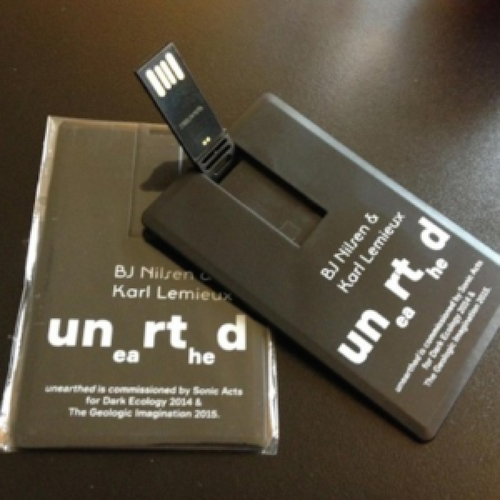 BJ Nilsen &
Karl Lemieux
unearthed
unearthed is commissioned by Sonic Acts
for Dark Ecology 2014 &
The Geologic Imagination 2015.
BJ Nilsen &
Karl Lemieux
unearthed
unearthed is commissioned by Sonic Acts
for Dark Ecology 2014 &
The Geologic Imagination 2015.